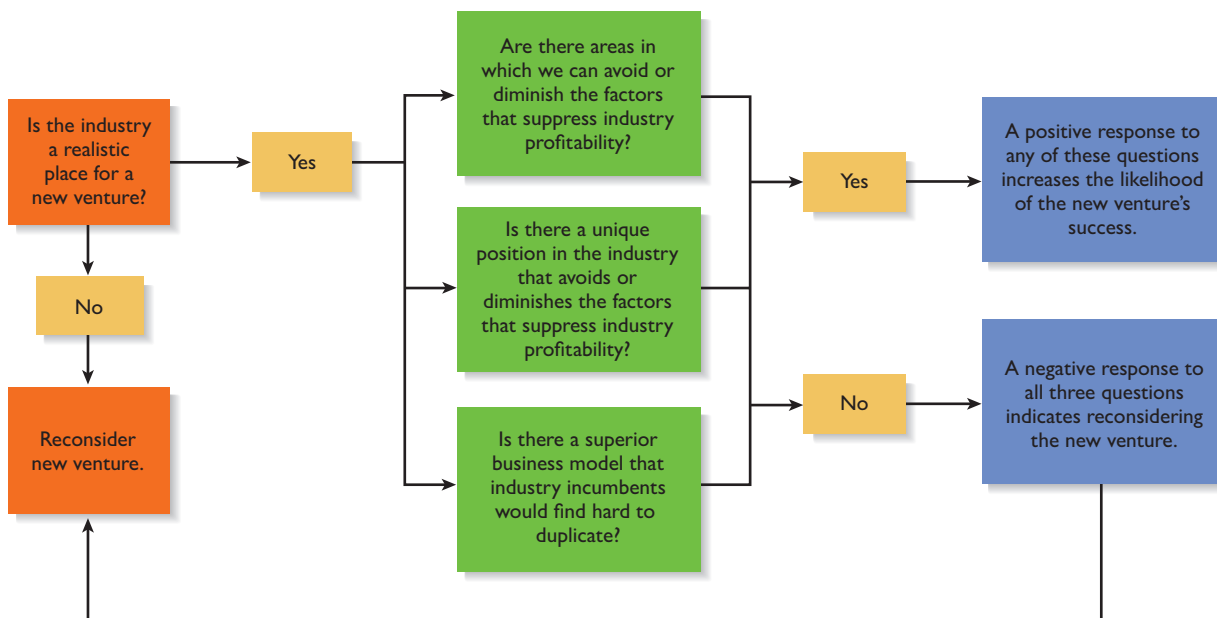 Is the industry
a realistic
place for a
new venture?
Yes
No
Reconsider
new venture.
Are there areas in
which we can avoid or
diminish the factors
that suppress industry
profitability?
Is there a unique
position in the industry
that avoids or
diminishes the factors
that suppress industry
profitability?
Is there a superior
business model that
industry incumbents
would find hard to
duplicate?
Yes
A positive response to
any of these questions
increases the likelihood
of the new venture’s
success.
No
A negative response to
all three questions
indicates reconsidering
the new venture.